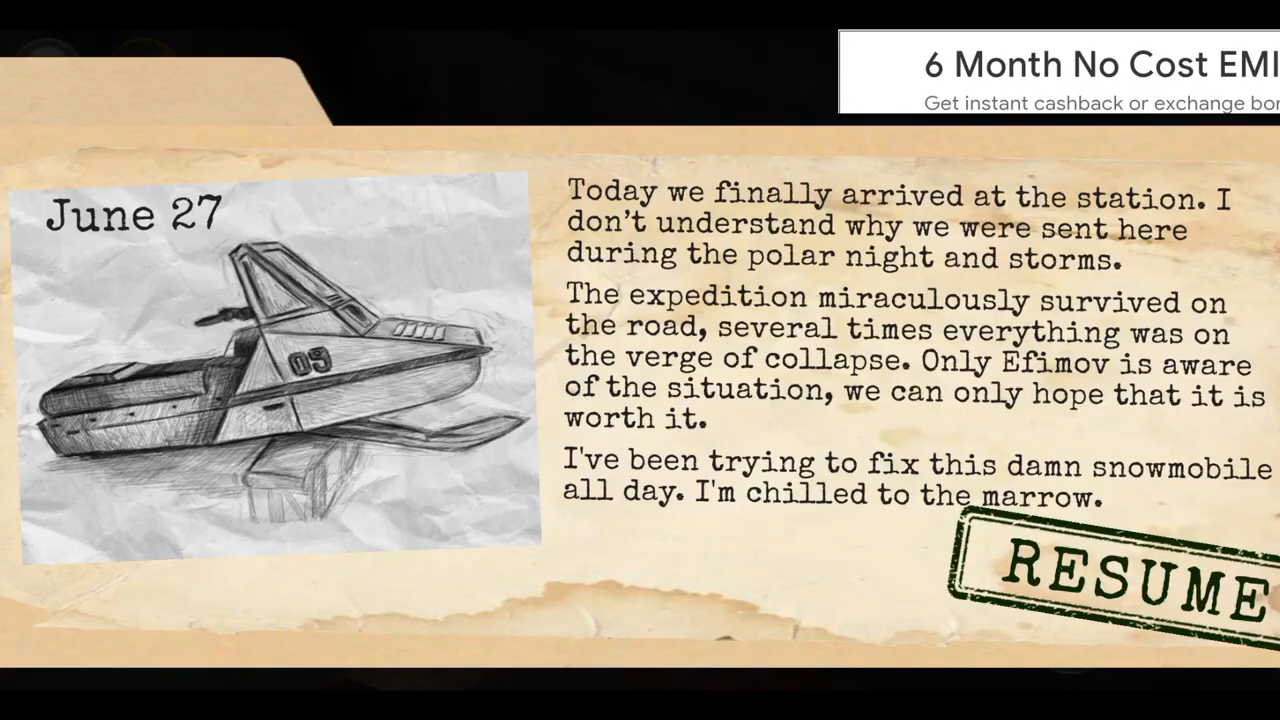 6 Month No Cost EMI
Get instant cashback or exchange
June 27
Today we finally arrived at the station. I
don't understand why we were sent here
during the polar night and storms.
The expedition miraculously survived on
the road, several times everything was on
the verge of collapse. Only Efimov is aware
of the situation, we can only hope that it is
worth it.
I've been trying to fix this damn snowmobile
all day. I'm chilled to the marrow.
09
RESUME